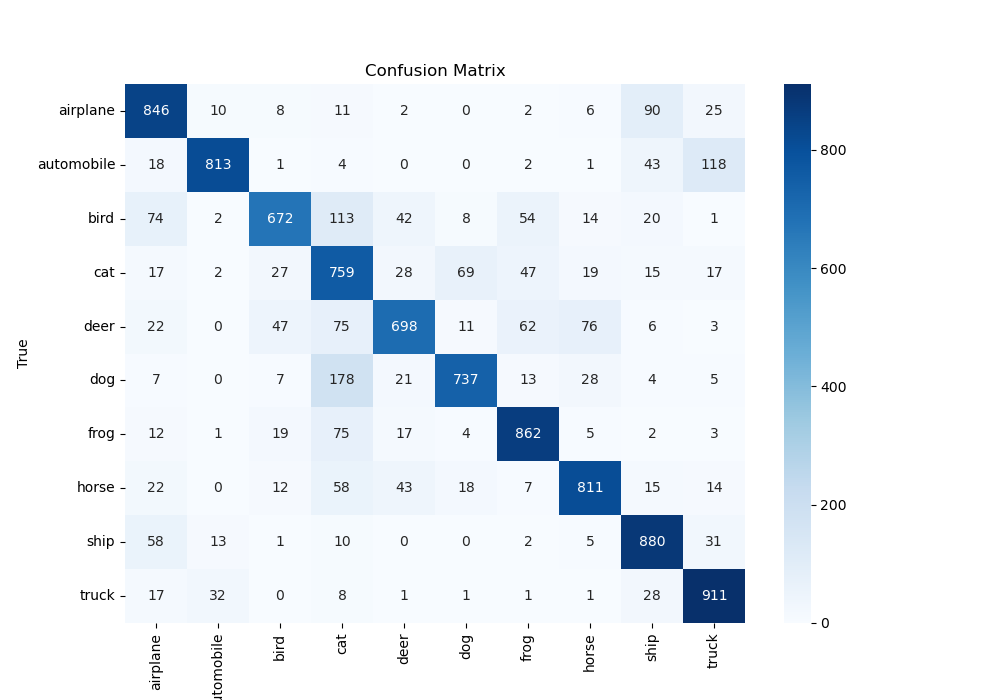 Confusion Matrix
airplane 846 10 8 11 2 0 2 6 90 25
automobile 18 813 1 4 0 0 2 1 43 118
bird 74 2 672 113 42 8 54 14 20 1
cat 17 2 27 759 28 69 47 19 15 17
deer 22 0 47 75 698 11 62 76 6 3
dog 7 0 7 178 21 737 13 28 4 5
frog 12 1 19 75 17 4 862 5 2 3
horse 22 0 12 58 43 18 7 811 15 14
ship 58 13 1 10 0 0 2 5 880 31
truck 17 32 0 8 1 1 1 1 28 911
True
airplane
utomobile
bird
cat
deer
dog
frog
horse
ship
truck
800
600
400
200
0